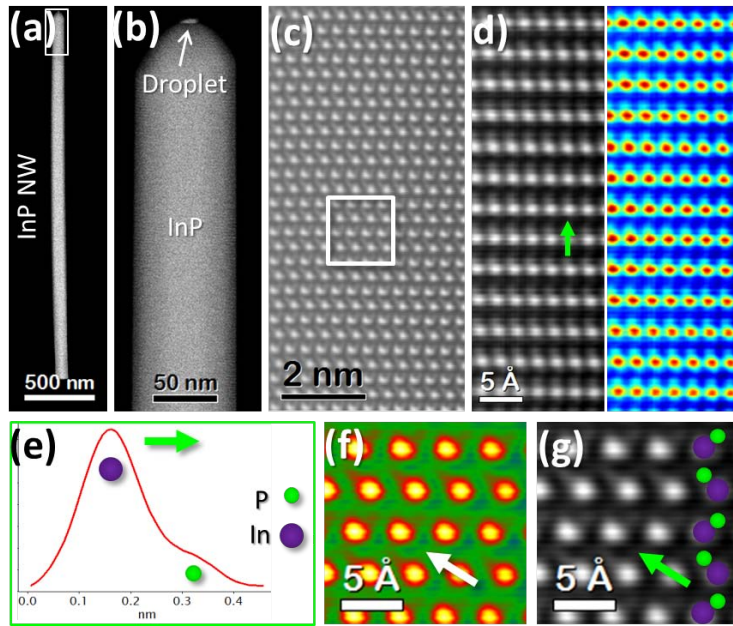 (a)
InP NW
500 nm
(b)
Droplet
InP
50 nm
(c)
2 nm
(d)
5 Å
(e)
P
In
0.0 0.1 0.2 0.3 0.4
nm
(f)
5 Å
(g)
5 Å